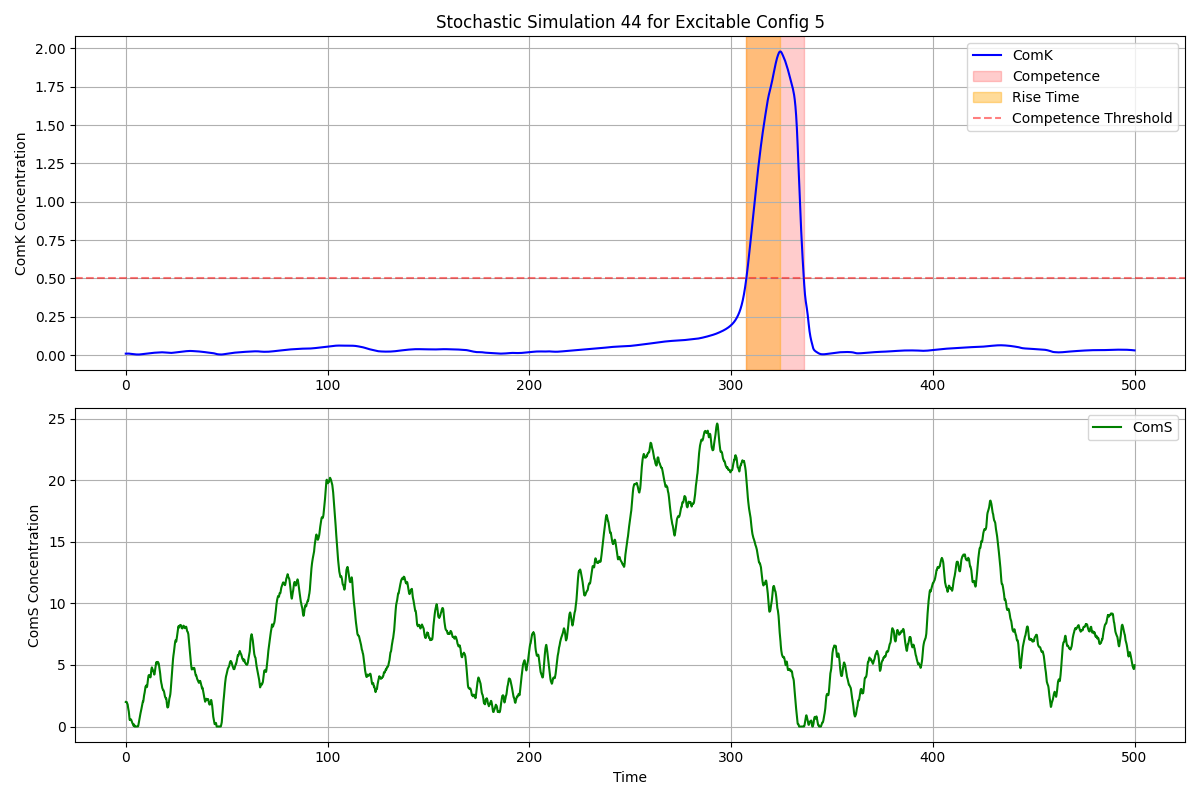 Stochastic Simulation 44 for Excitable Config 5
ComK Concentration
2.00
1.75
1.50
1.25
1.00
0.75
0.50
0.25
0.00
ComK
Competence
Rise Time
Competence Threshold
0 100 200 300 400 500
ComS Concentration
25
20
15
10
5
0
ComS
0 100 200 300 400 500
Time